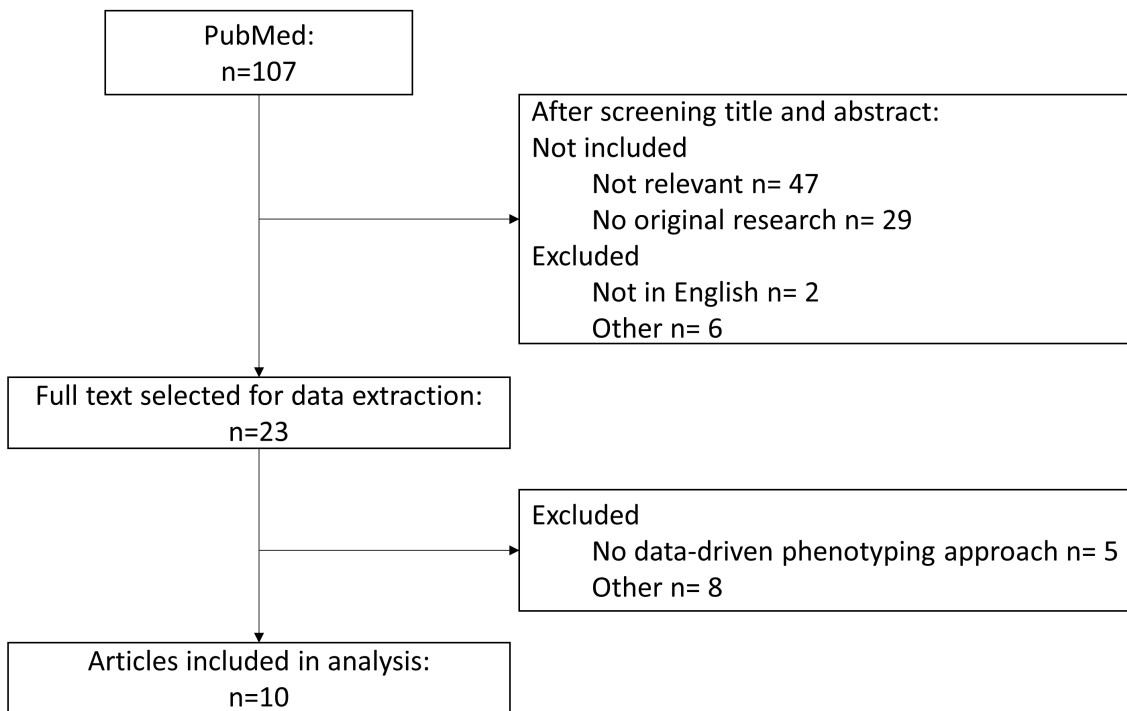 PubMed:
n=107
After screening title and abstract:
Not included
Not relevant n= 47
No original research n= 29
Excluded
Not in English n= 2
Other n= 6
Full text selected for data extraction:
n=23
Excluded
No data-driven phenotyping approach n= 5
Other n= 8
Articles included in analysis:
n=10